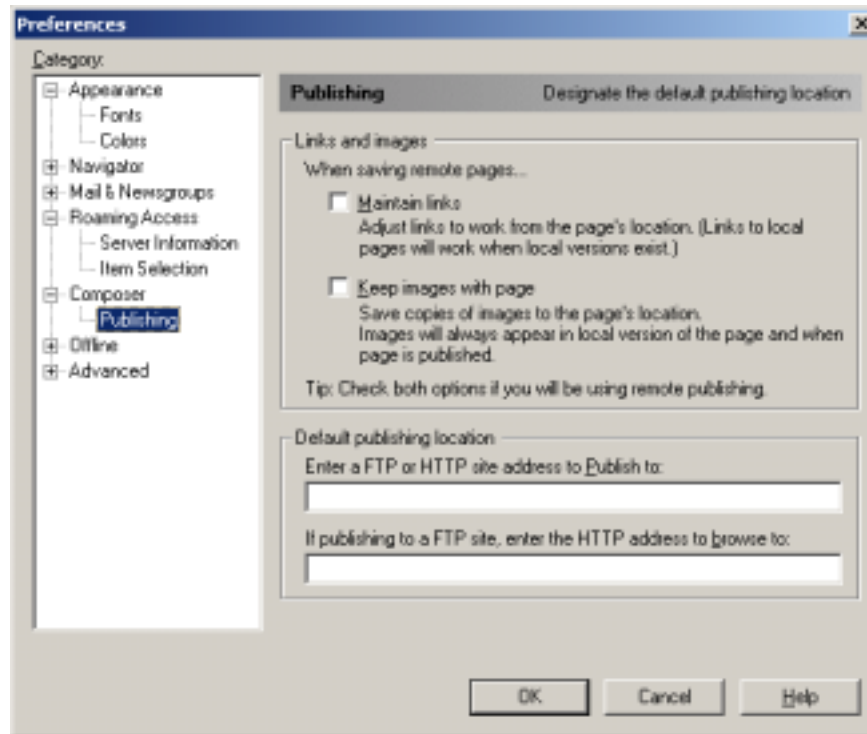 Preferences
Category:
Appearance
Fonts
Colors
Navigator
Mail & Newsgroups
Roaming Access
Server Information
Item Selection
Composer
Publishing
Offline
Advanced
Publishing Designate the default publishing location
Links and images
When saving remote pages...
Maintain links
Adjust links to work from the page's location. (Links to local
pages will work when local versions exist.)
Keep images with page
Save copies of images to the page's location.
Images will always appear in local version of the page and when
page is published.
Tip: Check both options if you will be using remote publishing.
Default publishing location
Enter a FTP or HTTP site address to Publish to:
If publishing to a FTP site, enter the HTTP address to browse to:
OK Cancel Help